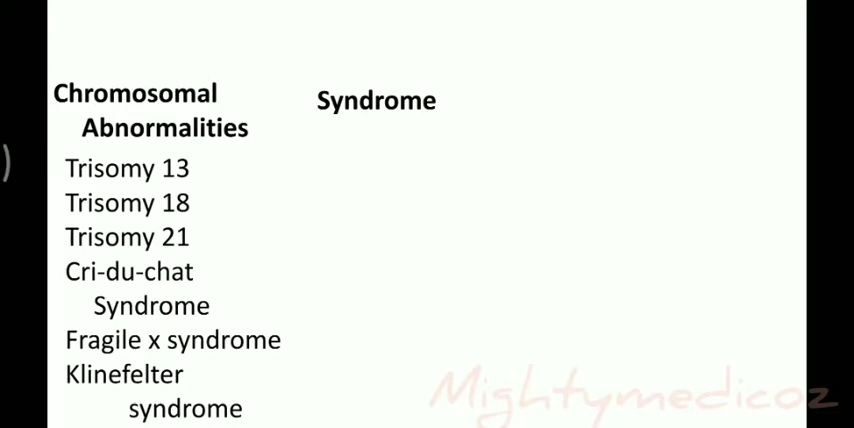 Chromosomal
Abnormalities
Syndrome
Trisomy 13
Trisomy 18
Trisomy 21
Cri-du-chat
Syndrome
Fragile x syndrome
Klinefelter
syndrome
Mightymedicoz
)